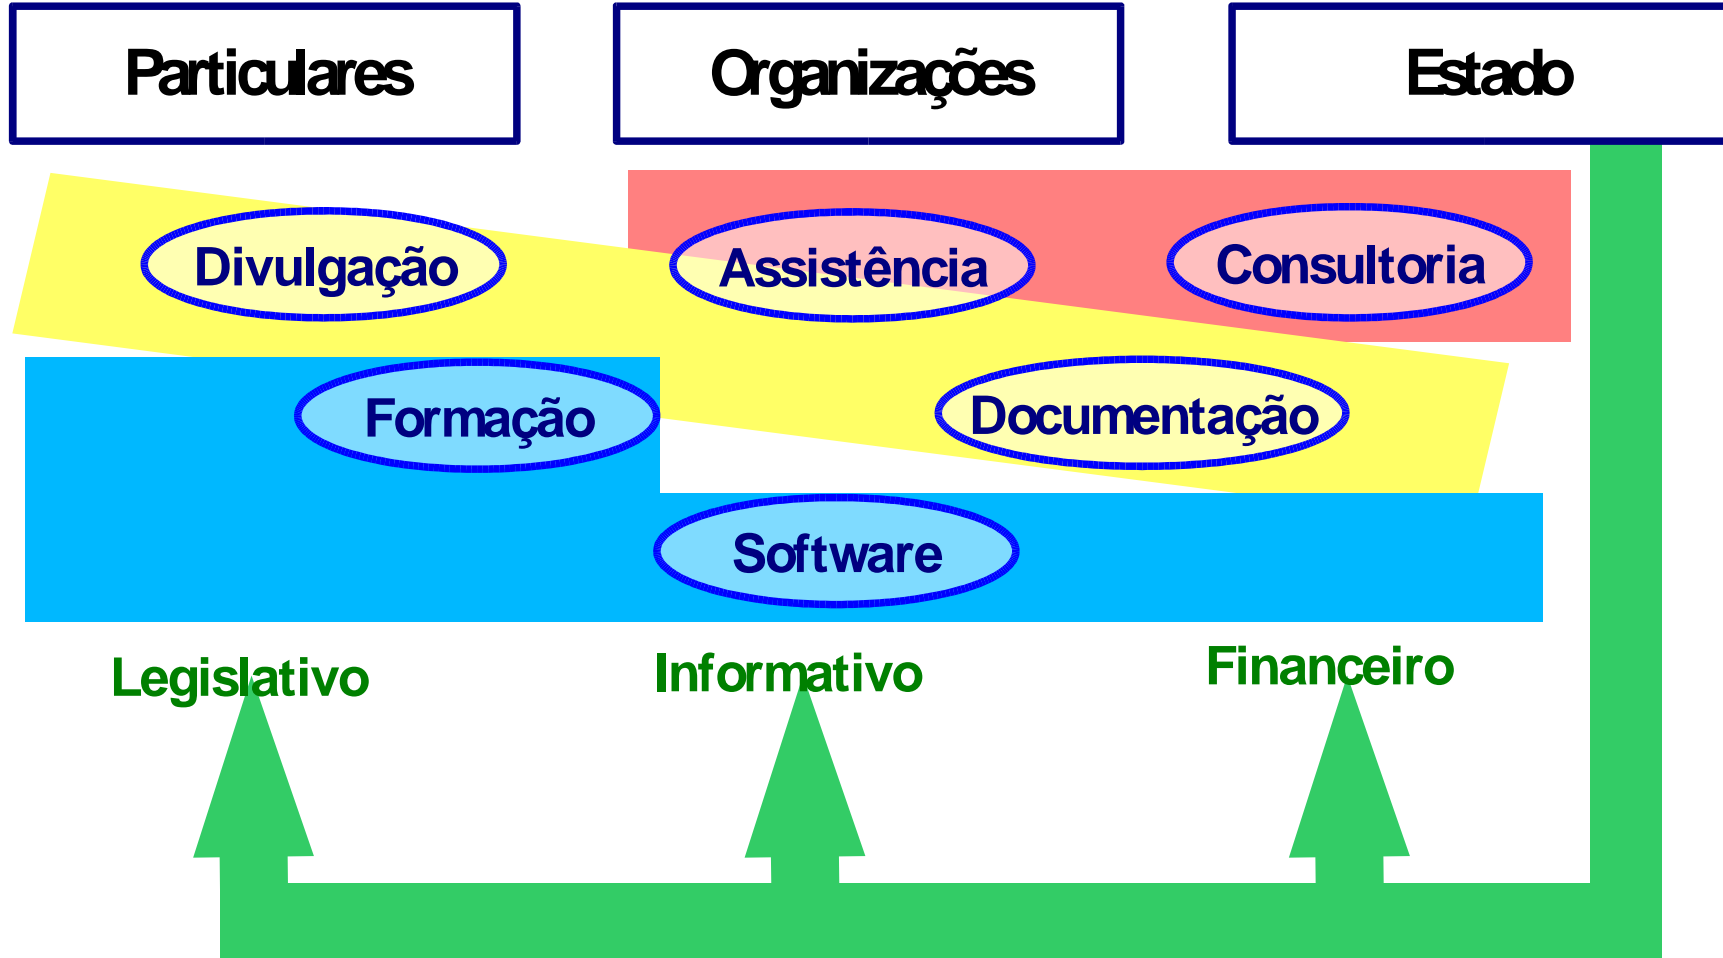 Particulares
Organizações
Estado
Divulgação
Assistência
Consultoria
Formação
Documentação
Software
Legislativo
Informativo
Financeiro